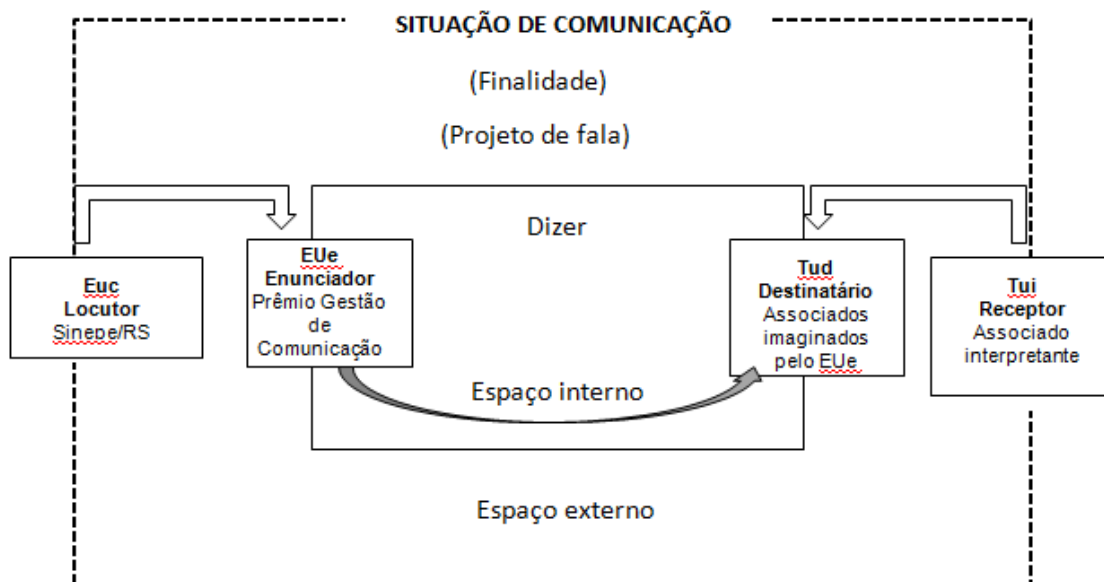 SITUAÇÃO DE COMUNICAÇÃO
(Finalidade)
(Projeto de fala)
Dizer
Euc
Locutor
Sinepe/RS
EUe
Enunciador
Prêmio Gestão
de
Comunicação
Tud
Destinatário
Associados
imaginados
pelo EUe
Tui
Receptor
Associado
interpretante
Espaço interno
Espaço externo